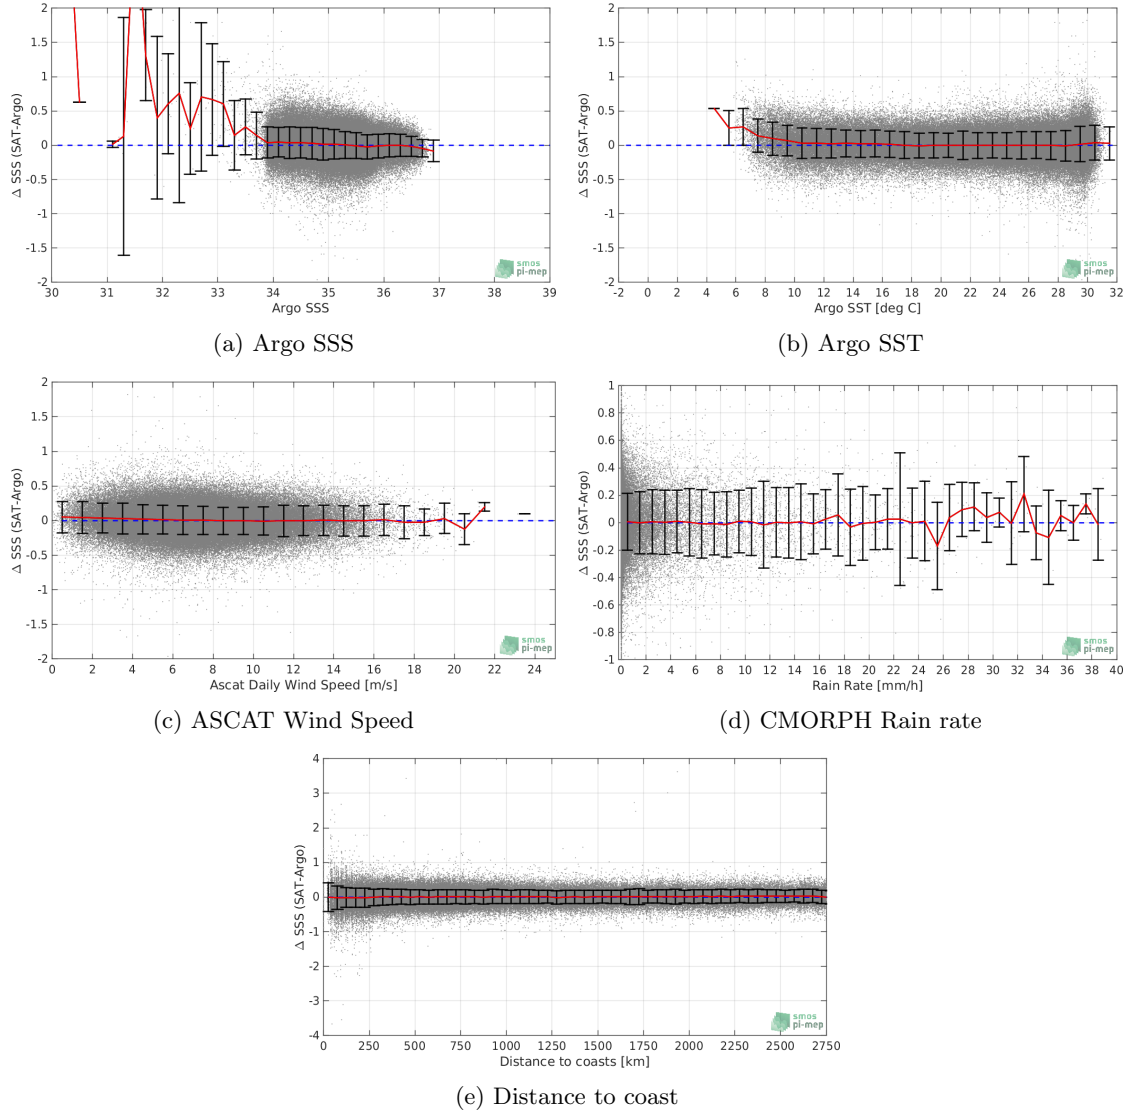 2
1.5
1
0.5
0
-0.5
-1
-1.5
-2
Δ SSS (SAT-Argo)
30 31 32 33 34 35 36 37 38 39
Argo SSS
smos
pi-mep
(a) Argo SSS
2
1.5
1
0.5
0
-0.5
-1
-1.5
-2
Δ SSS (SAT-Argo)
-2 0 2 4 6 8 10 12 14 16 18 20 22 24 26 28 30 32
Argo SST [deg C]
smos
pi-mep
(b) Argo SST
2
1.5
1
0.5
0
-0.5
-1
-1.5
-2
Δ SSS (SAT-Argo)
0 2 4 6 8 10 12 14 16 18 20 22 24
Ascat Daily Wind Speed [m/s]
smos
pi-mep
(c) ASCAT Wind Speed
1
0.8
0.6
0.4
0.2
0
-0.2
-0.4
-0.6
-0.8
-1
Δ SSS (SAT-Argo)
0 2 4 6 8 10 12 14 16 18 20 22 24 26 28 30 32 34 36 38 40
Rain Rate [mm/h]
smos
pi-mep
(d) CMORPH Rain rate
4
3
2
1
0
-1
-2
-3
-4
Δ SSS (SAT-Argo)
0 250 500 750 1000 1250 1500 1750 2000 2250 2500 2750
Distance to coasts [km]
smos
pi-mep
(e) Distance to coast